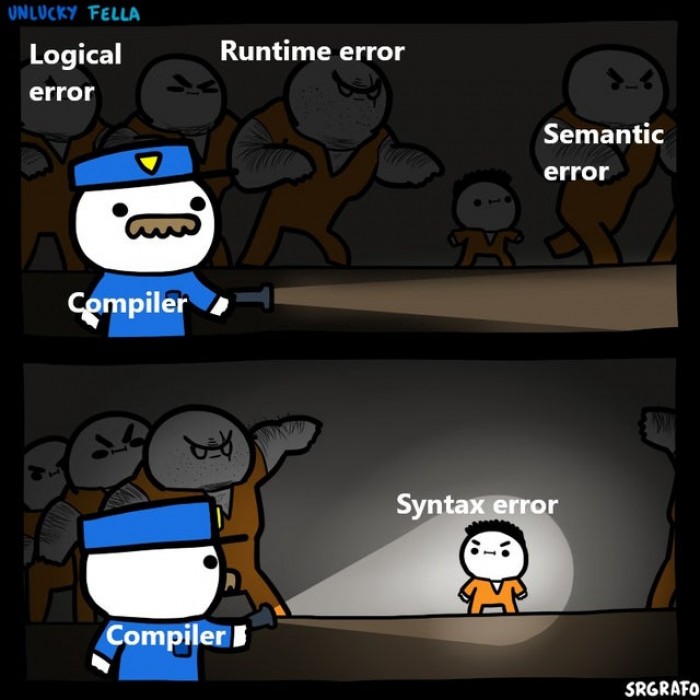 UNLUCKY FELLA
Logical
error
Runtime error
Semantic
error
Compiler
Syntax error
Compiler
SRGRAFO